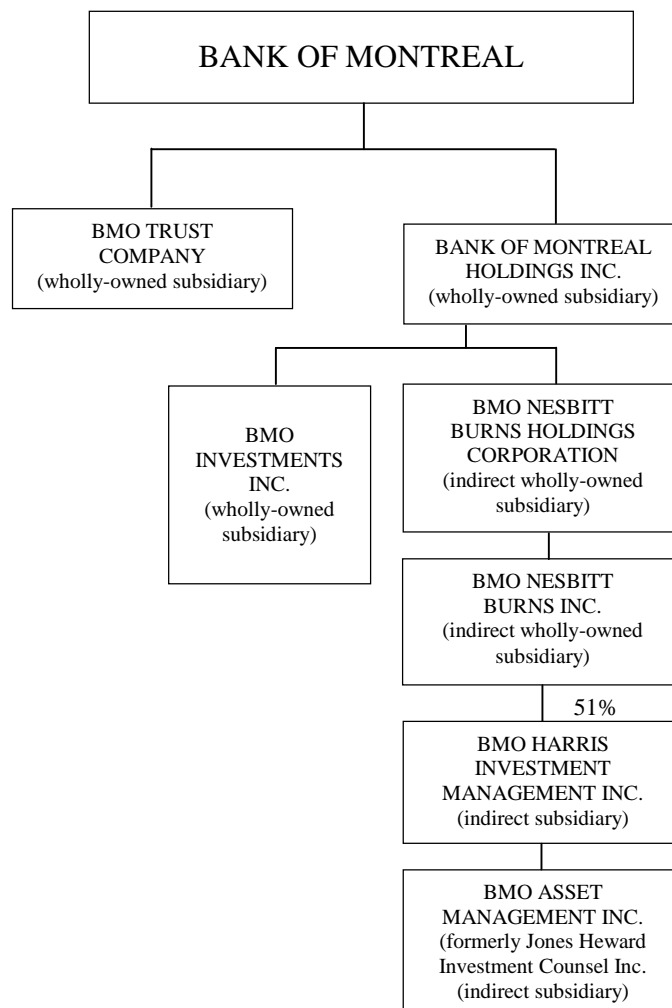 BANK OF MONTREAL
BMO TRUST
COMPANY
(wholly-owned subsidiary)
BANK OF MONTREAL
HOLDINGS INC.
(wholly-owned subsidiary)
BMO
INVESTMENTS
INC.
(wholly-owned
subsidiary)
BMO NESBITT
BURNS HOLDINGS
CORPORATION
(indirect wholly-owned
subsidiary)
BMO NESBITT
BURNS INC.
(indirect wholly-owned
subsidiary)
51%
BMO HARRIS
INVESTMENT
MANAGEMENT INC.
(indirect subsidiary)
BMO ASSET
MANAGEMENT INC.
(formerly Jones Heward
Investment Counsel Inc.
(indirect subsidiary)